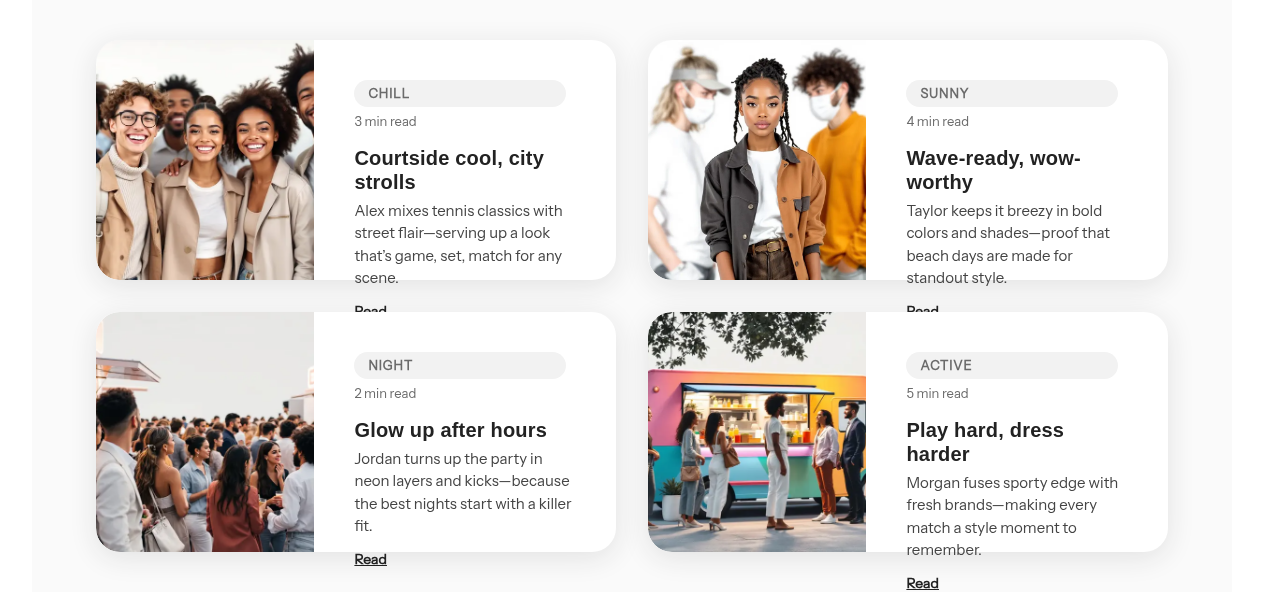 CHILL
3 min read
Courtside cool, city
strolls
Alex mixes tennis classics with
street flair—serving up a look
that's game, set, match for any
scene.
Read
SUNNY
4 min read
Wave-ready, wow-
worthy
Taylor keeps it breezy in bold
colors and shades—proof that
beach days are made for
standout style.
Read
NIGHT
2 min read
Glow up after hours
Jordan turns up the party in
neon layers and kicks—because
the best nights start with a killer
fit.
Read
ACTIVE
5 min read
Play hard, dress
harder
Morgan fuses sporty edge with
fresh brands—making every
match a style moment to
remember.
Read